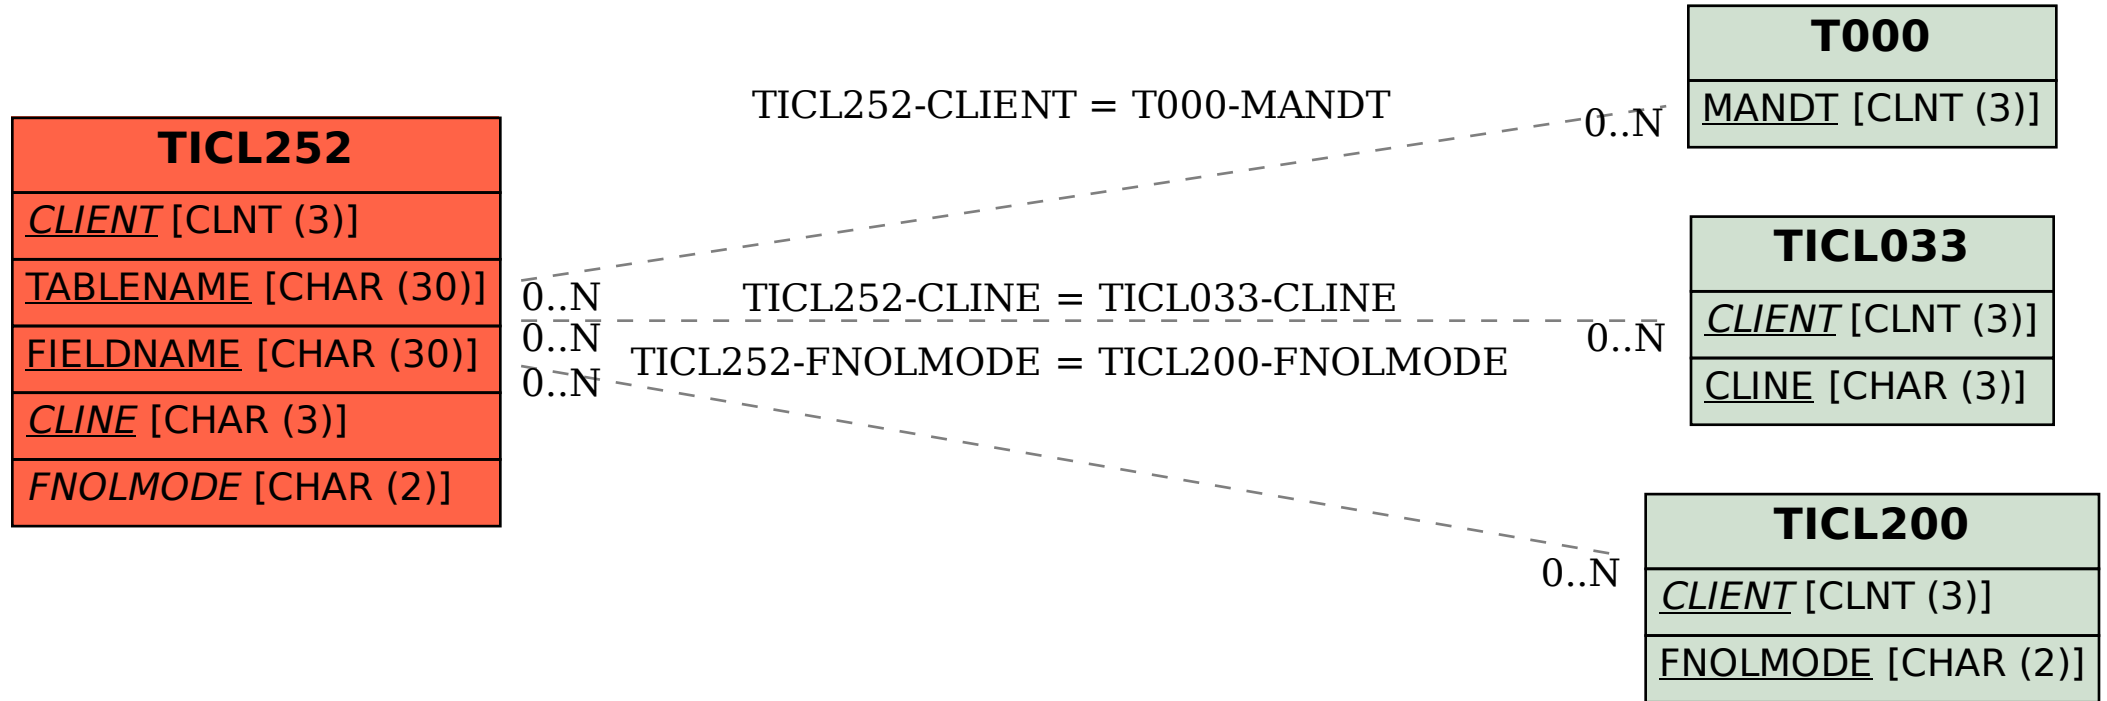 TICL252
CLIENT [CLNT (3)]
TABLENAME [CHAR (30)]
FIELDNAME [CHAR (30)]
CLINE [CHAR (3)]
FNOLMODE [CHAR (2)]
TICL252-CLIENT = T000-MANDT
0..N
0..N
TICL252-CLINE = TICL033-CLINE
0..N
0..N
TICL252-FNOLMODE = TICL200-FNOLMODE
0..N
0..N
T000
MANDT [CLNT (3)]
TICL033
CLIENT [CLNT (3)]
CLINE [CHAR (3)]
TICL200
CLIENT [CLNT (3)]
FNOLMODE [CHAR (2)]